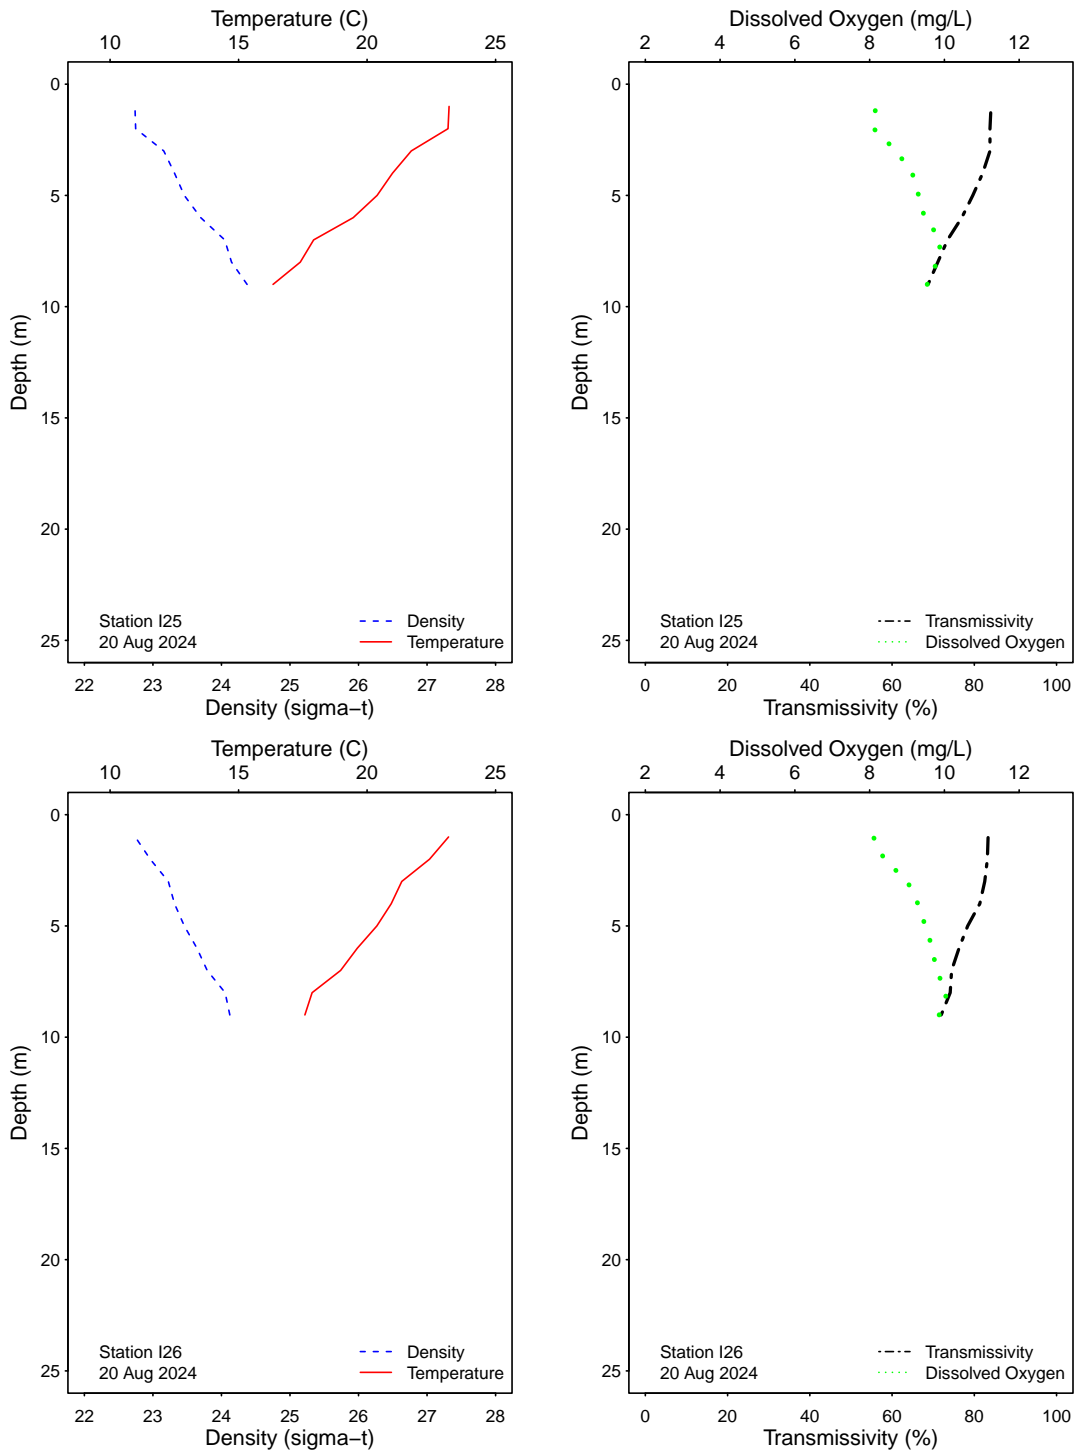 Temperature (C)
10 15 20 25
0
5
10
15
20
25
Depth (m)
Station I25
20 Aug 2024
Density
Temperature
22 23 24 25 26 27 28
Density (sigma−t)
Dissolved Oxygen (mg/L)
2 4 6 8 10 12
0
5
10
15
20
25
Depth (m)
Station I25
20 Aug 2024
Transmissivity
Dissolved Oxygen
0 20 40 60 80 100
Transmissivity (%)
Temperature (C)
10 15 20 25
0
5
10
15
20
25
Depth (m)
Station I26
20 Aug 2024
Density
Temperature
22 23 24 25 26 27 28
Density (sigma−t)
Dissolved Oxygen (mg/L)
2 4 6 8 10 12
0
5
10
15
20
25
Depth (m)
Station I26
20 Aug 2024
Transmissivity
Dissolved Oxygen
0 20 40 60 80 100
Transmissivity (%)